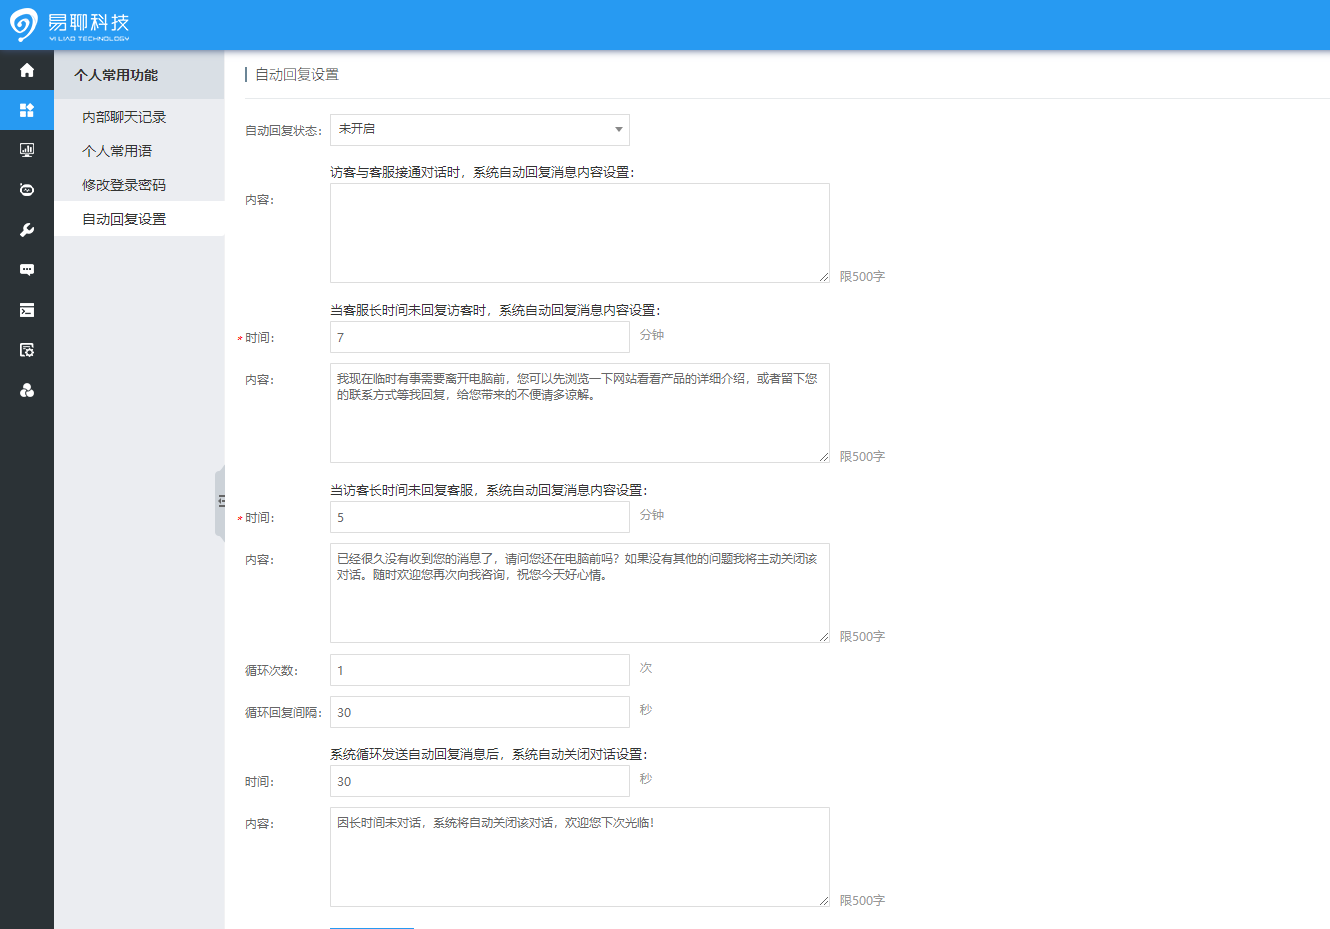 易聊科技
YI LIAO TECHNOLOGY
个人常用功能
内部聊天记录
个人常用语
修改登录密码
自动回复设置
自动回复设置
自动回复状态：
未开启
访客与客服接通对话时，系统自动回复消息内容设置：
内容：
限500字
当客服长时间未回复访客时，系统自动回复消息内容设置：
* 时间：
7
分钟
内容：
我现在临时有事需要离开电脑前，您可以先浏览一下网站看看产品的详细介绍，或者留下您
的联系方式等我回复，给您带来的不便请多谅解。
限500字
当访客长时间未回复客服，系统自动回复消息内容设置：
* 时间：
5
分钟
内容：
已经很久没有收到您的消息了，请问您还在电脑前吗？如果没有其他的问题我将主动关闭该
对话。随时欢迎您再次向我咨询，祝您今天好心情。
限500字
循环次数：
1
次
循环回复间隔：
30
秒
系统循环发送自动回复消息后，系统自动关闭对话设置：
时间：
30
秒
内容：
因长时间未对话，系统将自动关闭该对话，欢迎您下次光临！
限500字